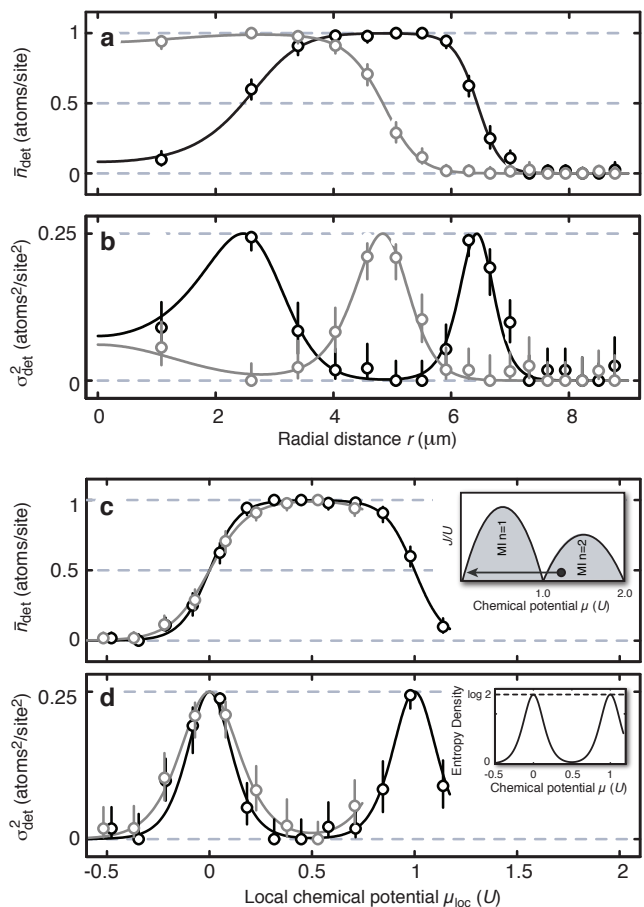 a
n̄det (atoms/site)
1
0.5
0
b
σ²det (atoms²/site²)
0.25
0
0 2 4 6 8
Radial distance r (μm)
c
n̄det (atoms/site)
1
0.5
0
J/U
MI n=1
MI n=2
1.0 2.0
Chemical potential μ (U)
d
σ²det (atoms²/site²)
0.25
0
Entropy Density
log 2
0
-0.5 0 0.5 1
Chemical potential μ (U)
-0.5 0 0.5 1 1.5 2
Local chemical potential μloc (U)